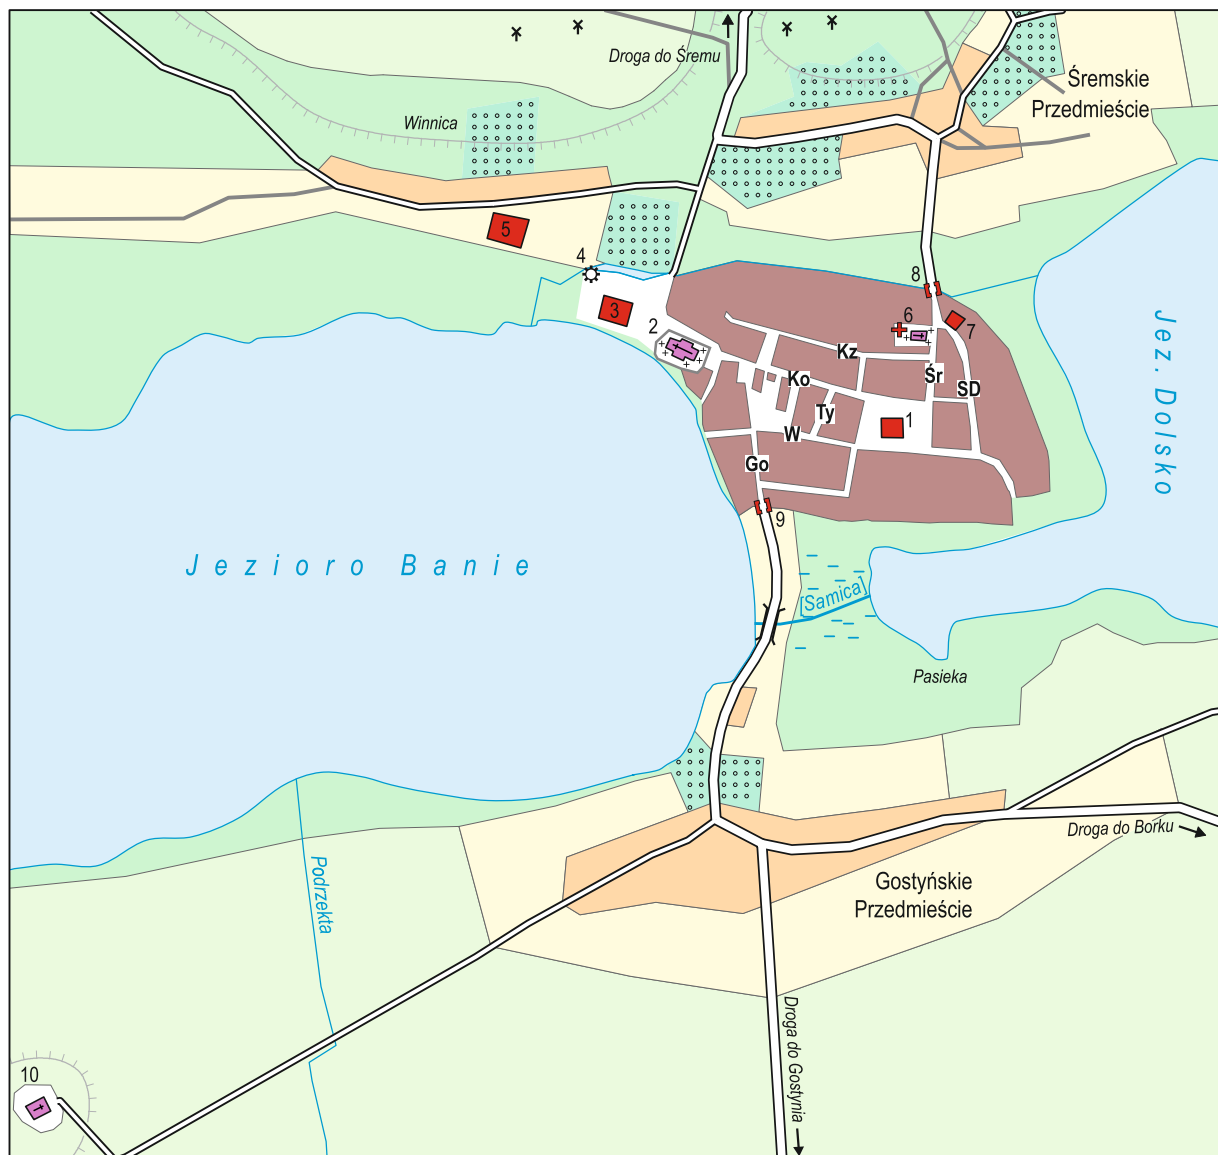 Droga do Śremu
Śremskie
Przedmieście
Winnica
5
4
3
2
8
6
7
Kz
Ko
Śr
SD
Ty
1
W
Go
9
Jez. Dolsko
Jezioro Banie
[Samica]
Pasieka
Droga do Borku
Podrzekta
Gostyńskie
Przedmieście
Droga do Gostynia
10